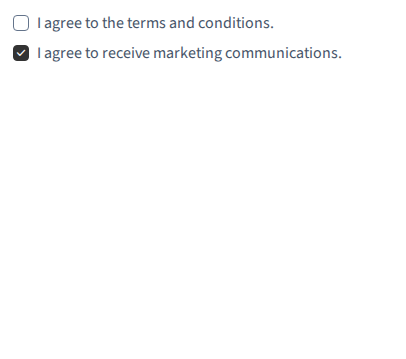 I agree to the terms and conditions.
I agree to receive marketing communications.